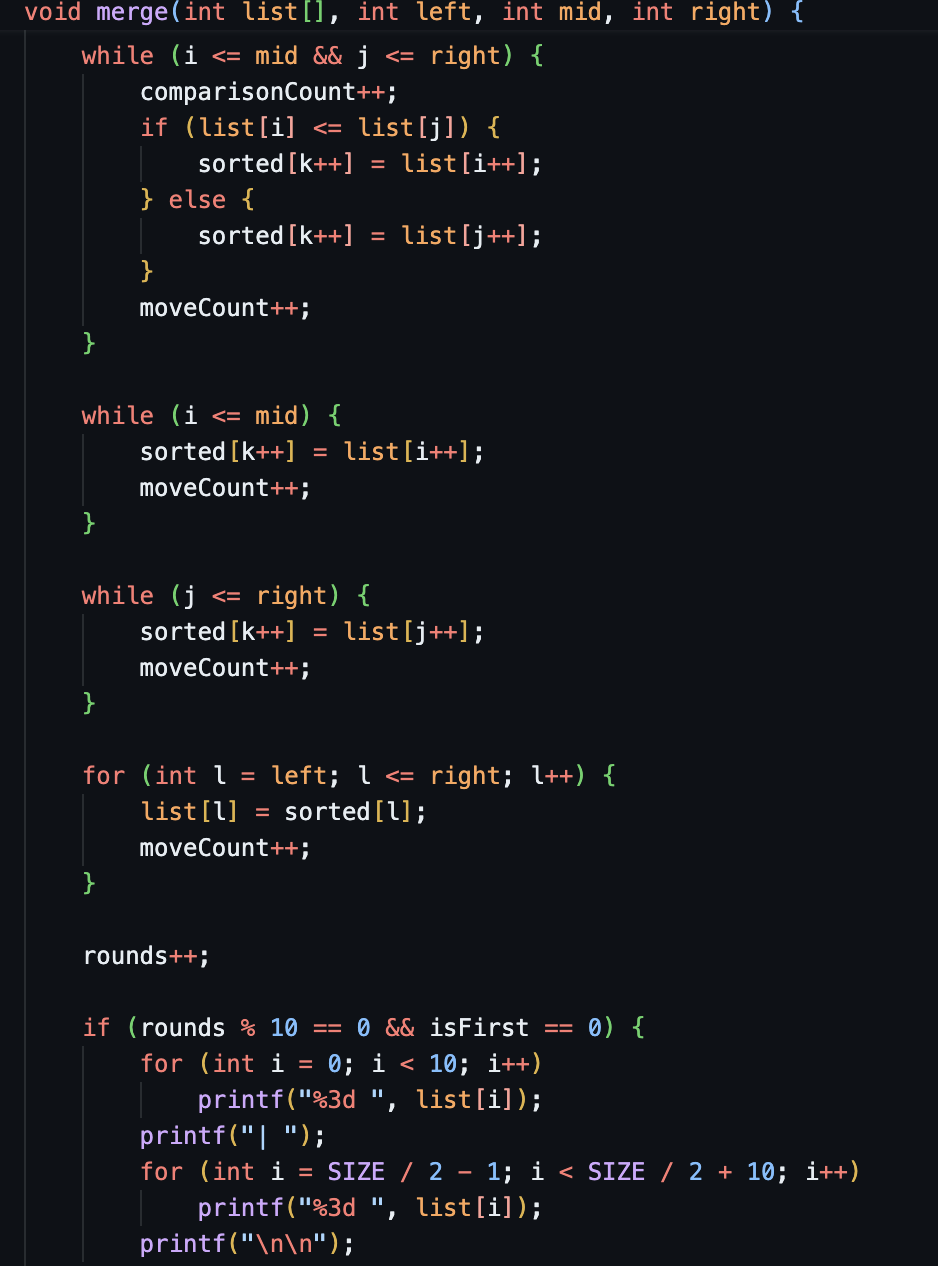 void merge(int list[], int left, int mid, int right) {
    while (i <= mid && j <= right) {
        comparisonCount++;
        if (list[i] <= list[j]) {
            sorted[k++] = list[i++];
        } else {
            sorted[k++] = list[j++];
        }
        moveCount++;
    }

    while (i <= mid) {
        sorted[k++] = list[i++];
        moveCount++;
    }

    while (j <= right) {
        sorted[k++] = list[j++];
        moveCount++;
    }

    for (int l = left; l <= right; l++) {
        list[l] = sorted[l];
        moveCount++;
    }

    rounds++;

    if (rounds % 10 == 0 && isFirst == 0) {
        for (int i = 0; i < 10; i++)
            printf("%3d ", list[i]);
        printf("| ");
        for (int i = SIZE / 2 - 1; i < SIZE / 2 + 10; i++)
            printf("%3d ", list[i]);
        printf("\n\n");